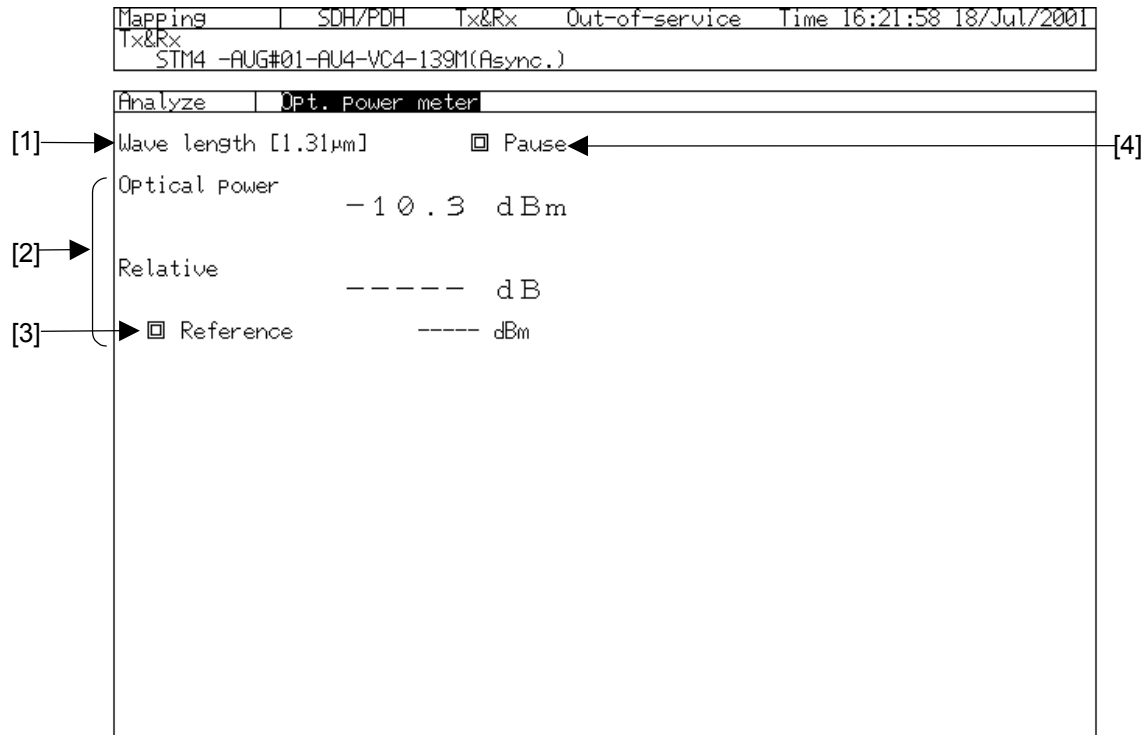 Mapping SDH/PDH Tx&Rx Out-of-service Time 16:21:58 18/Jul/2001
Tx&Rx
STM4 -AUG#01-AU4-VC4-139M(Async.)
Analyze Opt. power meter
[1] Wave length [1.31μm] Pause [4]
Optical power
-10.3 dBm
[2]
Relative
----- dB
[3] Reference ----- dBm